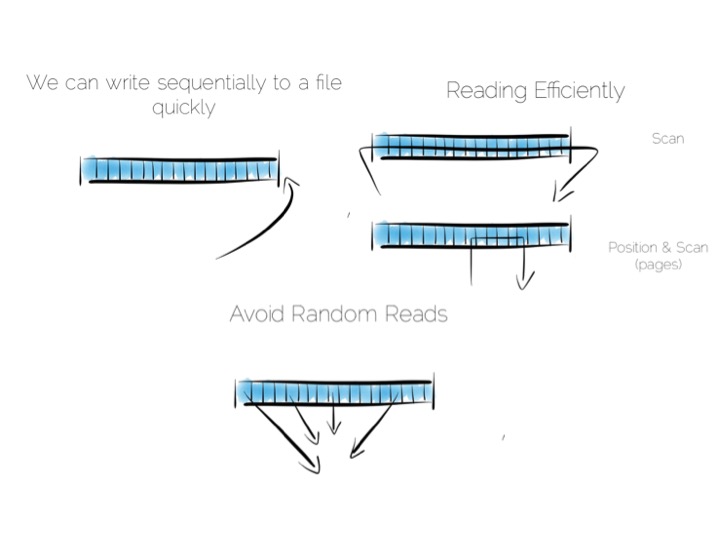 We can write sequentially to a file
quickly
Reading Efficiently
Scan
Position & Scan
(pages)
Avoid Random Reads